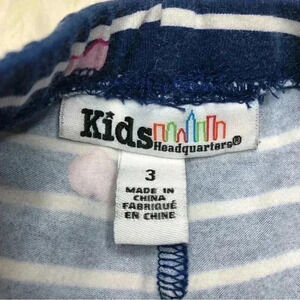 Kids
Headquarters®
3
MADE IN
CHINA
FABRIQUÉ
EN CHINE